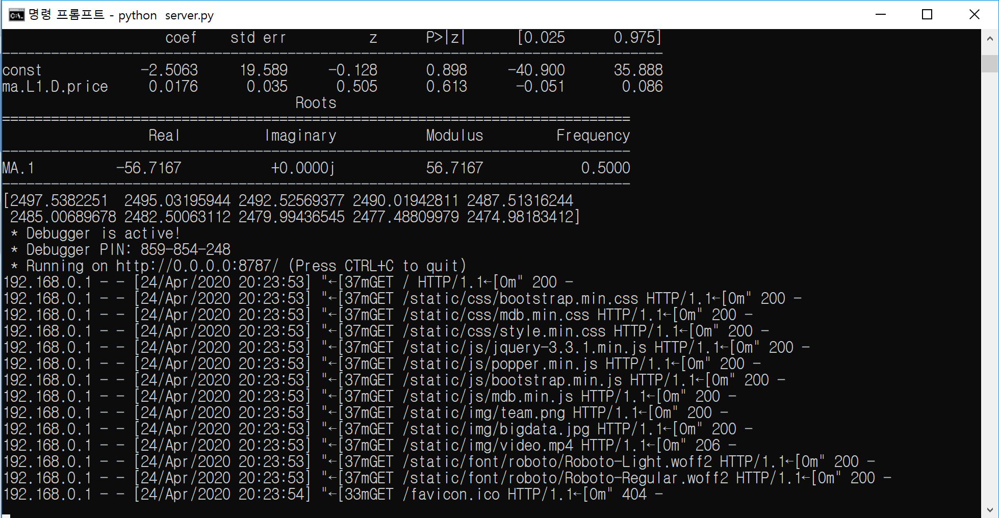 명령 프롬프트 - python  server.py
                    coef    std err          z      P>|z|      [0.025      0.975]
---------------------------------------------------------------------------------
const            -2.5063     19.589     -0.128      0.898     -40.900      35.888
ma.L1.D.price     0.0176      0.035      0.505      0.613      -0.051       0.086
                                    Roots
=============================================================================
                  Real          Imaginary           Modulus         Frequency
-----------------------------------------------------------------------------
MA.1          -56.7167           +0.0000j           56.7167            0.5000
-----------------------------------------------------------------------------
[2497.5382251  2495.03195944 2492.52569377 2490.01942811 2487.51316244
 2485.00689678 2482.50063112 2479.99436545 2477.48809979 2474.98183412]
 * Debugger is active!
 * Debugger PIN: 859-854-248
 * Running on http://0.0.0.0:8787/ (Press CTRL+C to quit)
192.168.0.1 - - [24/Apr/2020 20:23:53] "←[37mGET / HTTP/1.1←[0m" 200 -
192.168.0.1 - - [24/Apr/2020 20:23:53] "←[37mGET /static/css/bootstrap.min.css HTTP/1.1←[0m" 200 -
192.168.0.1 - - [24/Apr/2020 20:23:53] "←[37mGET /static/css/mdb.min.css HTTP/1.1←[0m" 200 -
192.168.0.1 - - [24/Apr/2020 20:23:53] "←[37mGET /static/css/style.min.css HTTP/1.1←[0m" 200 -
192.168.0.1 - - [24/Apr/2020 20:23:53] "←[37mGET /static/js/jquery-3.3.1.min.js HTTP/1.1←[0m" 200 -
192.168.0.1 - - [24/Apr/2020 20:23:53] "←[37mGET /static/js/popper.min.js HTTP/1.1←[0m" 200 -
192.168.0.1 - - [24/Apr/2020 20:23:53] "←[37mGET /static/js/bootstrap.min.js HTTP/1.1←[0m" 200 -
192.168.0.1 - - [24/Apr/2020 20:23:53] "←[37mGET /static/js/mdb.min.js HTTP/1.1←[0m" 200 -
192.168.0.1 - - [24/Apr/2020 20:23:53] "←[37mGET /static/img/team.png HTTP/1.1←[0m" 200 -
192.168.0.1 - - [24/Apr/2020 20:23:53] "←[37mGET /static/img/bigdata.jpg HTTP/1.1←[0m" 200 -
192.168.0.1 - - [24/Apr/2020 20:23:53] "←[37mGET /static/img/video.mp4 HTTP/1.1←[0m" 206 -
192.168.0.1 - - [24/Apr/2020 20:23:53] "←[37mGET /static/font/roboto/Roboto-Light.woff2 HTTP/1.1←[0m" 200 -
192.168.0.1 - - [24/Apr/2020 20:23:53] "←[37mGET /static/font/roboto/Roboto-Regular.woff2 HTTP/1.1←[0m" 200 -
192.168.0.1 - - [24/Apr/2020 20:23:54] "←[33mGET /favicon.ico HTTP/1.1←[0m" 404 -